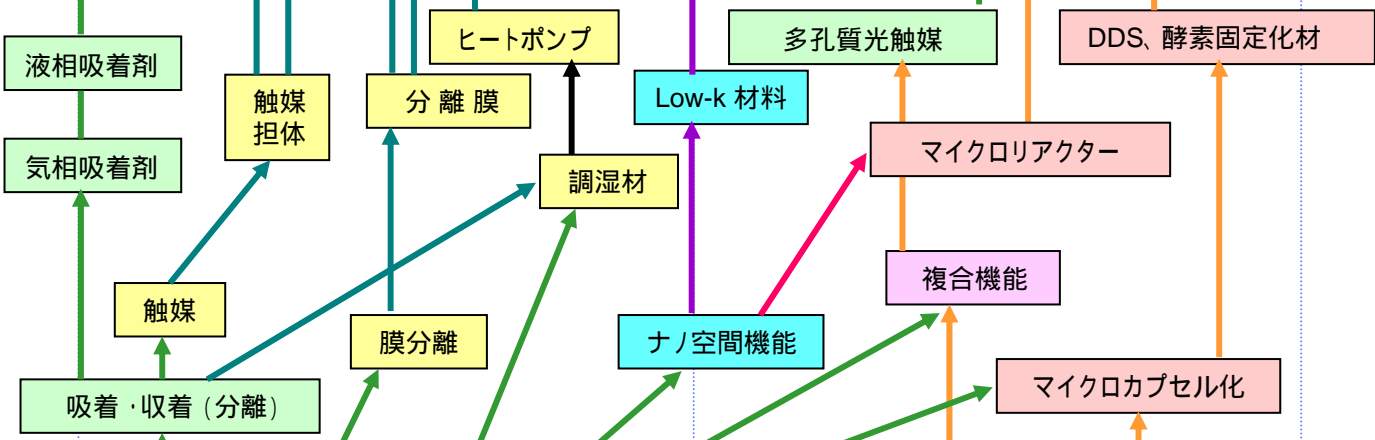 ヒートポンプ
多孔質光触媒
DDS、酵素固定化材
液相吸着剤
触媒
担体
分 離 膜
Low-k 材料
気相吸着剤
マイクロリアクター
調湿材
複合機能
触媒
膜分離
ナノ空間機能
マイクロカプセル化
吸着・収着（分離）